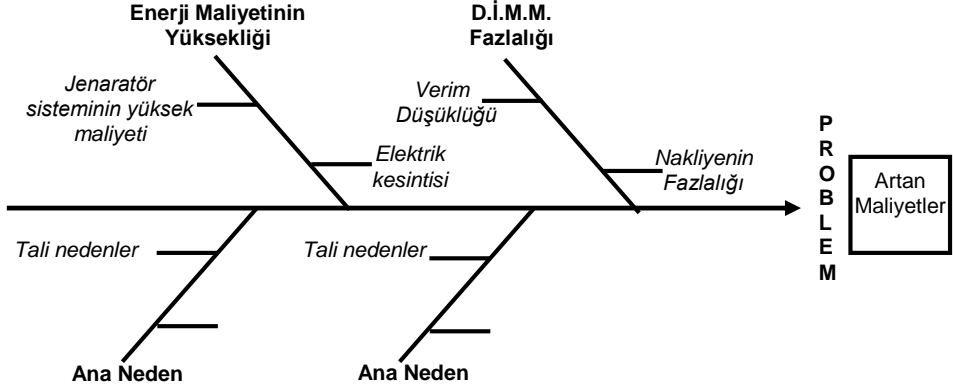 Enerji Maliyetinin
Yüksekliği
D.İ.M.M.
Fazlalığı
Jenaratör
sisteminin yüksek
maliyeti
Elektrik
kesintisi
Verim
Düşüklüğü
Nakliyenin
Fazlalığı
P
R
O
B
L
E
M
Artan
Maliyetler
Tali nedenler
Tali nedenler
Ana Neden
Ana Neden